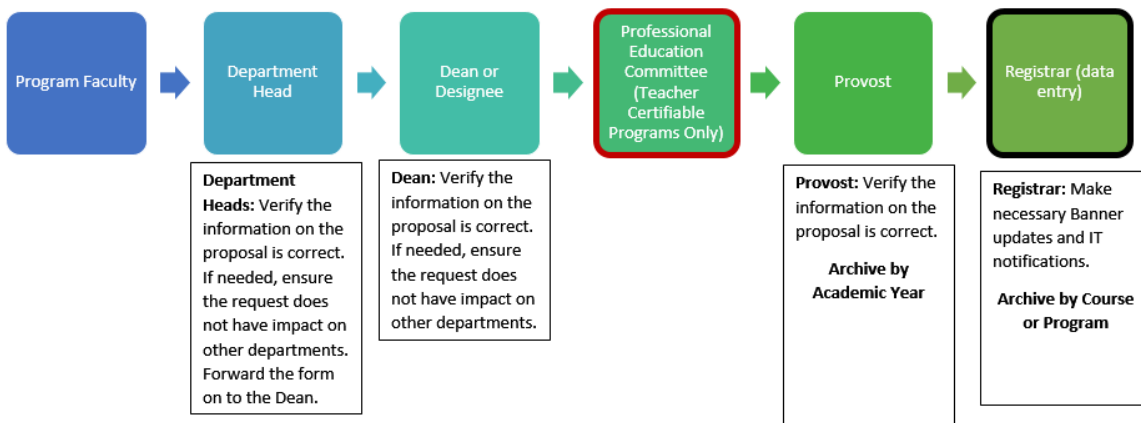 Program Faculty
Department
Head
Dean or
Designee
Professional
Education
Committee
(Teacher
Certifiable
Programs Only)
Provost
Registrar (data
entry)
Department
Heads: Verify the
information on the
proposal is correct.
If needed, ensure
the request does
not have impact on
other departments.
Forward the form
on to the Dean.
Dean: Verify the
information on the
proposal is correct.
If needed, ensure
the request does
not have impact on
other departments.
Provost: Verify the
information on the
proposal is correct.
Archive by
Academic Year
Registrar: Make
necessary Banner
updates and IT
notifications.
Archive by Course
or Program